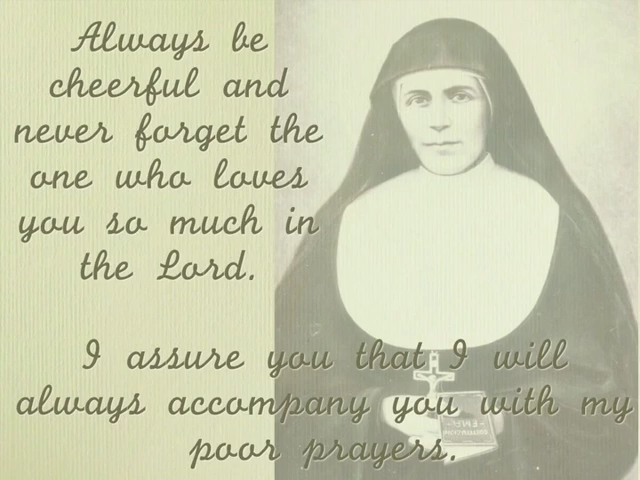 Always be
cheerful and
never forget the
one who loves
you so much in
the Lord.
I assure you that I will
always accompany you with my
poor prayers.